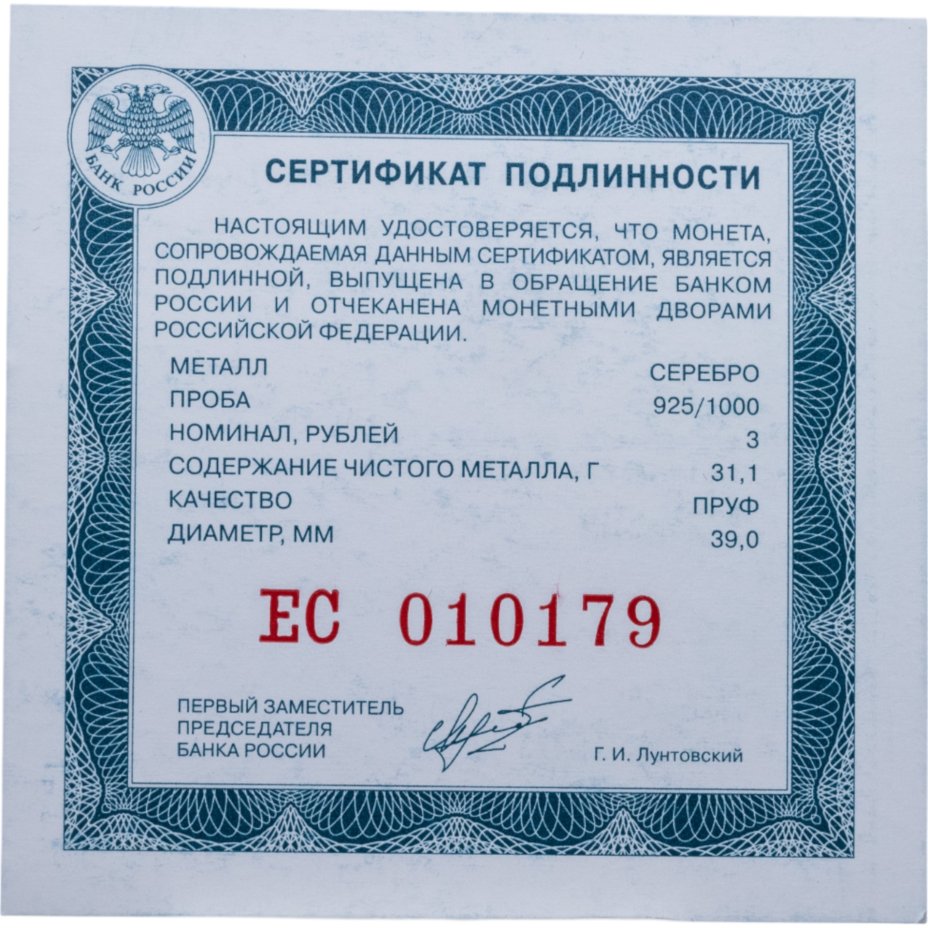 БАНК РОССИИ
СЕРТИФИКАТ ПОДЛИННОСТИ
НАСТОЯЩИМ УДОСТОВЕРЯЕТСЯ, ЧТО МОНЕТА,
СОПРОВОЖДАЕМАЯ ДАННЫМ СЕРТИФИКАТОМ, ЯВЛЯЕТСЯ
ПОДЛИННОЙ, ВЫПУЩЕНА В ОБРАЩЕНИЕ БАНКОМ
РОССИИ И ОТЧЕКАНЕНА МОНЕТНЫМИ ДВОРАМИ
РОССИЙСКОЙ ФЕДЕРАЦИИ.
МЕТАЛЛ СЕРЕБРО
ПРОБА 925/1000
НОМИНАЛ, РУБЛЕЙ 3
СОДЕРЖАНИЕ ЧИСТОГО МЕТАЛЛА, Г 31,1
КАЧЕСТВО ПРУФ
ДИАМЕТР, ММ 39,0
ЕС 010179
ПЕРВЫЙ ЗАМЕСТИТЕЛЬ
ПРЕДСЕДАТЕЛЯ
БАНКА РОССИИ
Г. И. Лунтовский